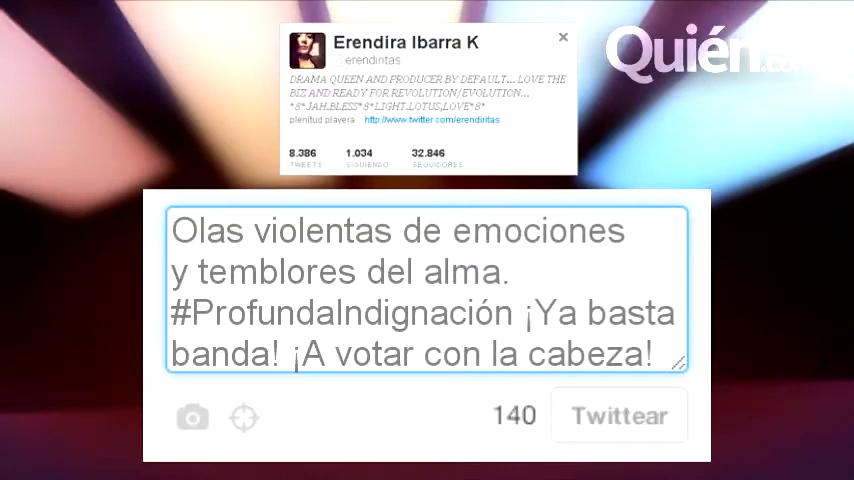 Quién.com
Erendira Ibarra K
erendiritas
DRAMA QUEEN AND PRODUCER BY DEFAULT... LOVE THE
BIZ AND READY FOR REVOLUTION/EVOLUTION...
*8*JAH.BLESS*8*LIGHT.LOTUS,LOVE*8*
plenitud playera http://www.twitter.com/erendiritas
8.386 1.034 32.846
TWEETS SIGUIENDO SEGUIDORES
Olas violentas de emociones
y temblores del alma.
#ProfundaIndignación ¡Ya basta
banda! ¡A votar con la cabeza!
140 Twittear